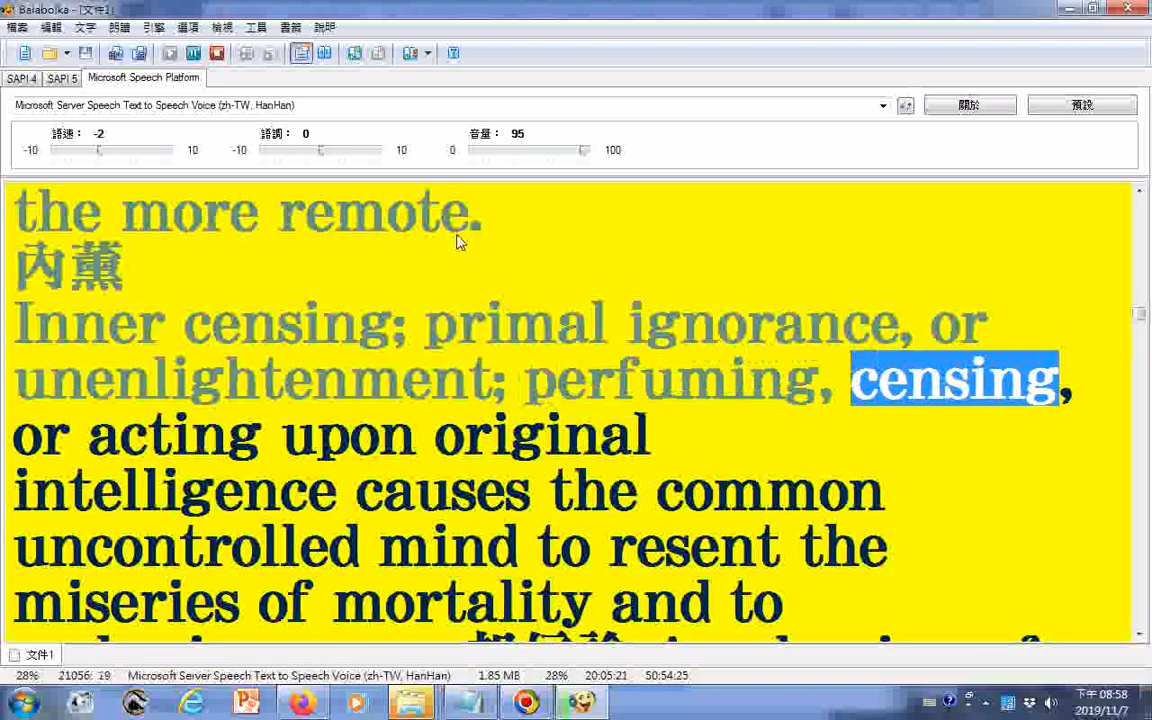 Balabolka - [文件1]
檔案 編輯 文字 朗讀 引擎 選項 檢視 工具 書籤 說明
SAPI 4 SAPI 5 Microsoft Speech Platform
Microsoft Server Speech Text to Speech Voice (zh-TW, HanHan) 關於 預設
語速： -2 語調： 0 音量： 95
-10 10 -10 10 0 100
the more remote.
內薰
Inner censing; primal ignorance, or
unenlightenment; perfuming, censing,
or acting upon original
intelligence causes the common
uncontrolled mind to resent the
miseries of mortality and to
文件1
28% 21056: 19 Microsoft Server Speech Text to Speech Voice (zh-TW, HanHan) 1.85 MB 28% 20:05:21 50:54:25
下午 08:58
2019/11/7